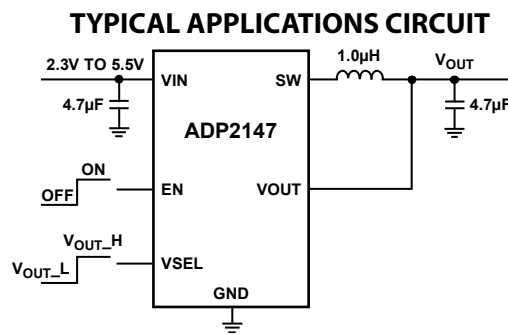 TYPICAL APPLICATIONS CIRCUIT
2.3V TO 5.5V
VIN
SW
1.0µH
VOUT
4.7µF
4.7µF
ADP2147
ON
OFF
EN
VOUT
VOUT_H
VOUT_L
VSEL
GND